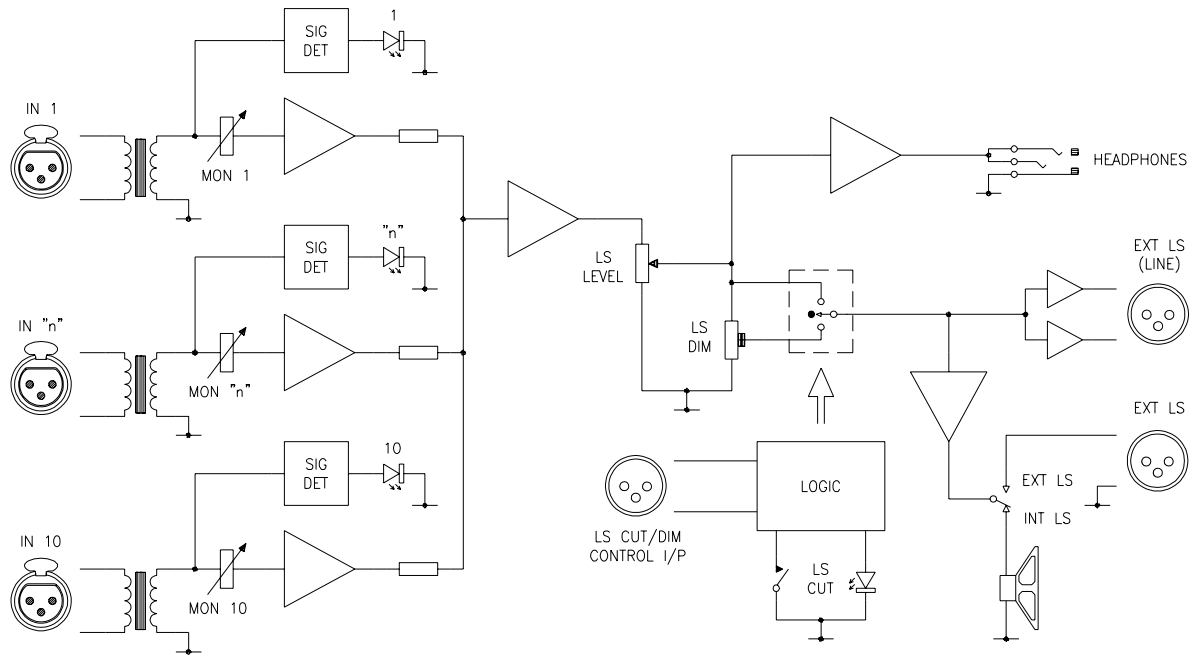 1
SIG
DET
IN 1
MON 1
HEADPHONES
"n"
SIG
DET
EXT LS
(LINE)
LS
LEVEL
IN "n"
LS
DIM
MON "n"
EXT LS
10
SIG
DET
EXT LS
LOGIC
INT LS
IN 10
LS CUT/DIM
CONTROL I/P
LS
CUT
MON 10